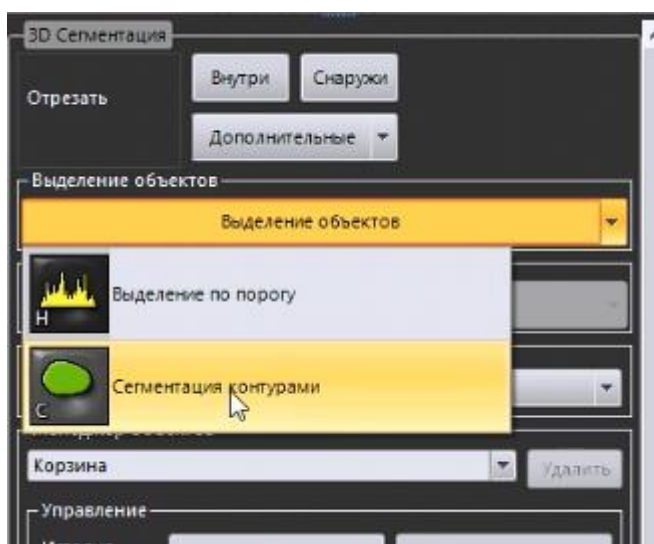 3D Сегментация
Отрезать
Внутри
Снаружи
Дополнительные
Выделение объектов
Выделение объектов
Выделение по порогу
H
Сегментация контурами
C
Корзина
Удалить
Управление